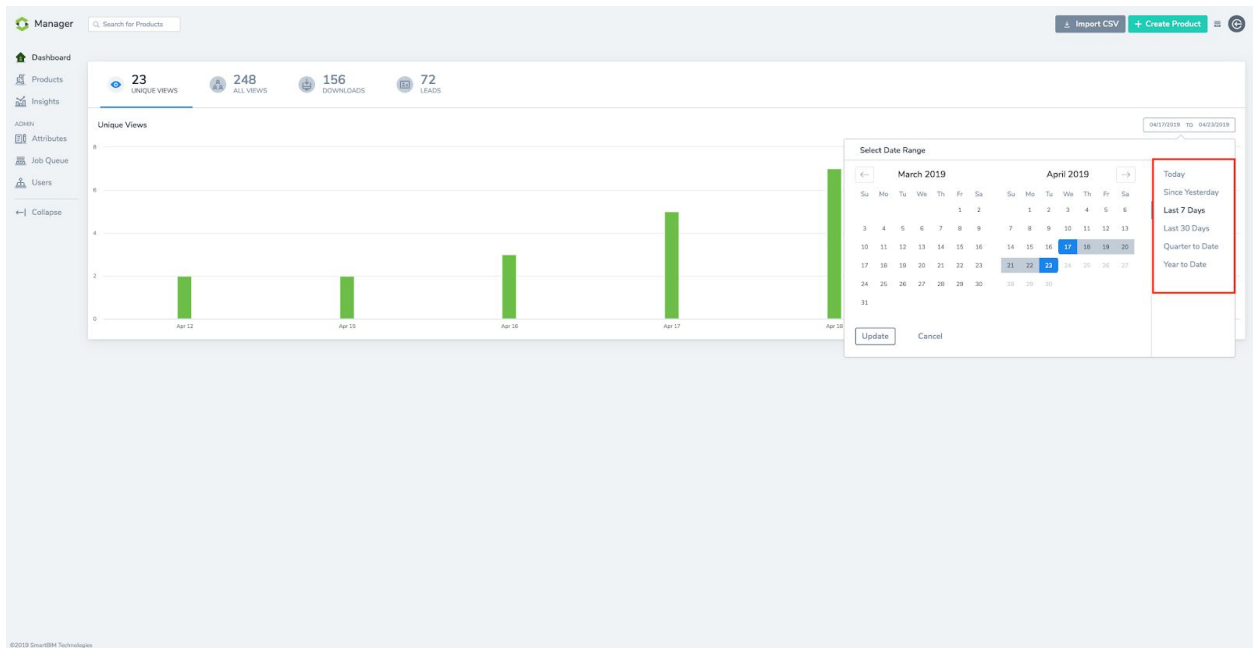 Manager
Search for Products
Import CSV
+ Create Product
Dashboard
Products
Insights
ADMIN
Attributes
Job Queue
Users
Collapse
23
UNIQUE VIEWS
248
ALL VIEWS
156
DOWNLOADS
72
LEADS
Unique Views
04/17/2019 TO 04/23/2019
8
6
4
2
0
Apr 12
Apr 15
Apr 16
Apr 17
Apr 18
Select Date Range
March 2019
Su Mo Tu We Th Fr Sa
1 2
3 4 5 6 7 8 9
10 11 12 13 14 15 16
17 18 19 20 21 22 23
24 25 26 27 28 29 30
31
April 2019
Su Mo Tu We Th Fr Sa
1 2 3 4 5 6
7 8 9 10 11 12 13
14 15 16 17 18 19 20
21 22 23 24 25 26 27
28 29 30
Today
Since Yesterday
Last 7 Days
Last 30 Days
Quarter to Date
Year to Date
Update
Cancel
©2019 SmartBIM Technologies